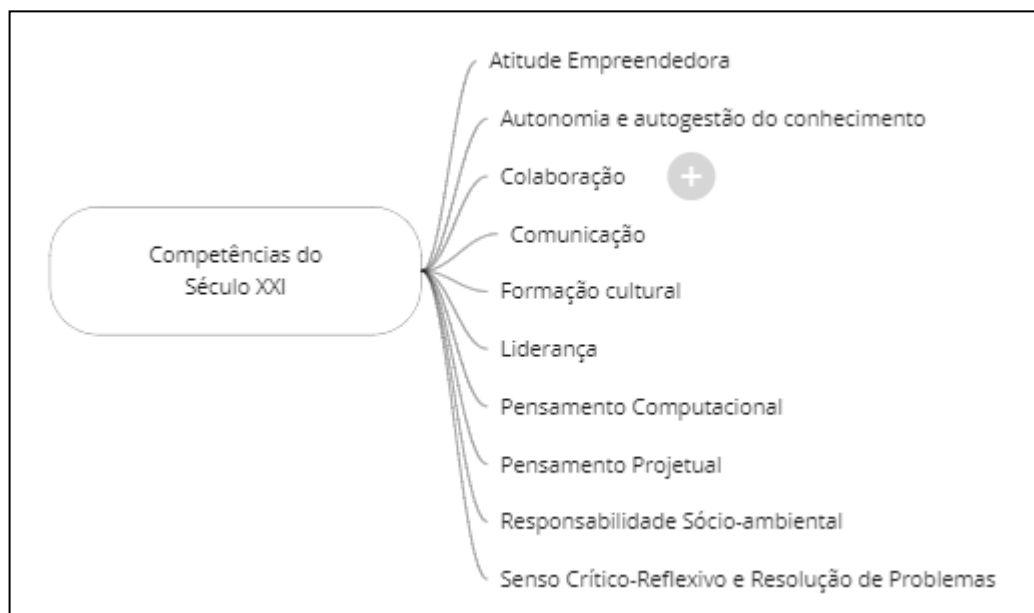 Competências do
Século XXI
Atitude Empreendedora
Autonomia e autogestão do conhecimento
Colaboração
Comunicação
Formação cultural
Liderança
Pensamento Computacional
Pensamento Projetual
Responsabilidade Sócio-ambiental
Senso Crítico-Reflexivo e Resolução de Problemas